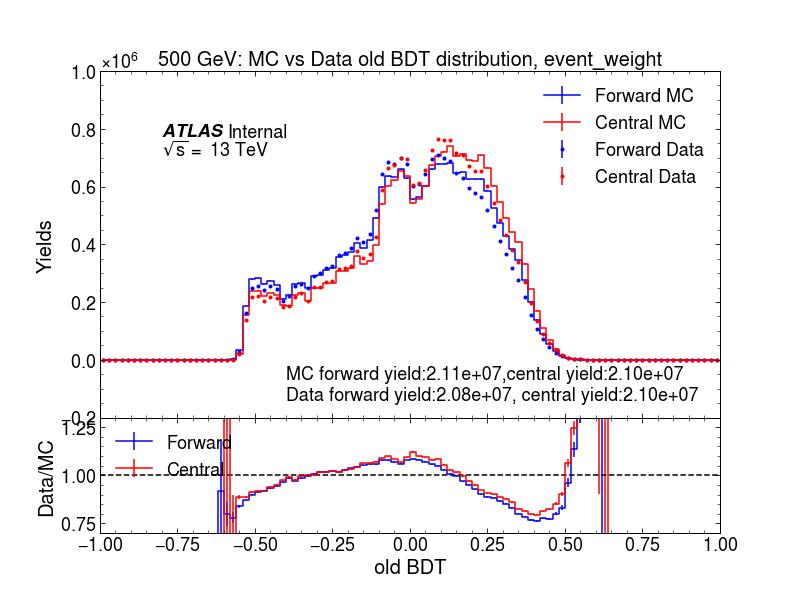 ×10⁶ 500 GeV: MC vs Data old BDT distribution, event_weight
1.0
0.8
0.6
0.4
0.2
0.0
0.2
Yields
ATLAS Internal
√s = 13 TeV
Forward MC
Central MC
Forward Data
Central Data
MC forward yield:2.11e+07,central yield:2.10e+07
Data forward yield:2.08e+07, central yield:2.10e+07
1.25
1.00
0.75
Data/MC
Forward
Central
−1.00 −0.75 −0.50 −0.25 0.00 0.25 0.50 0.75 1.00
old BDT